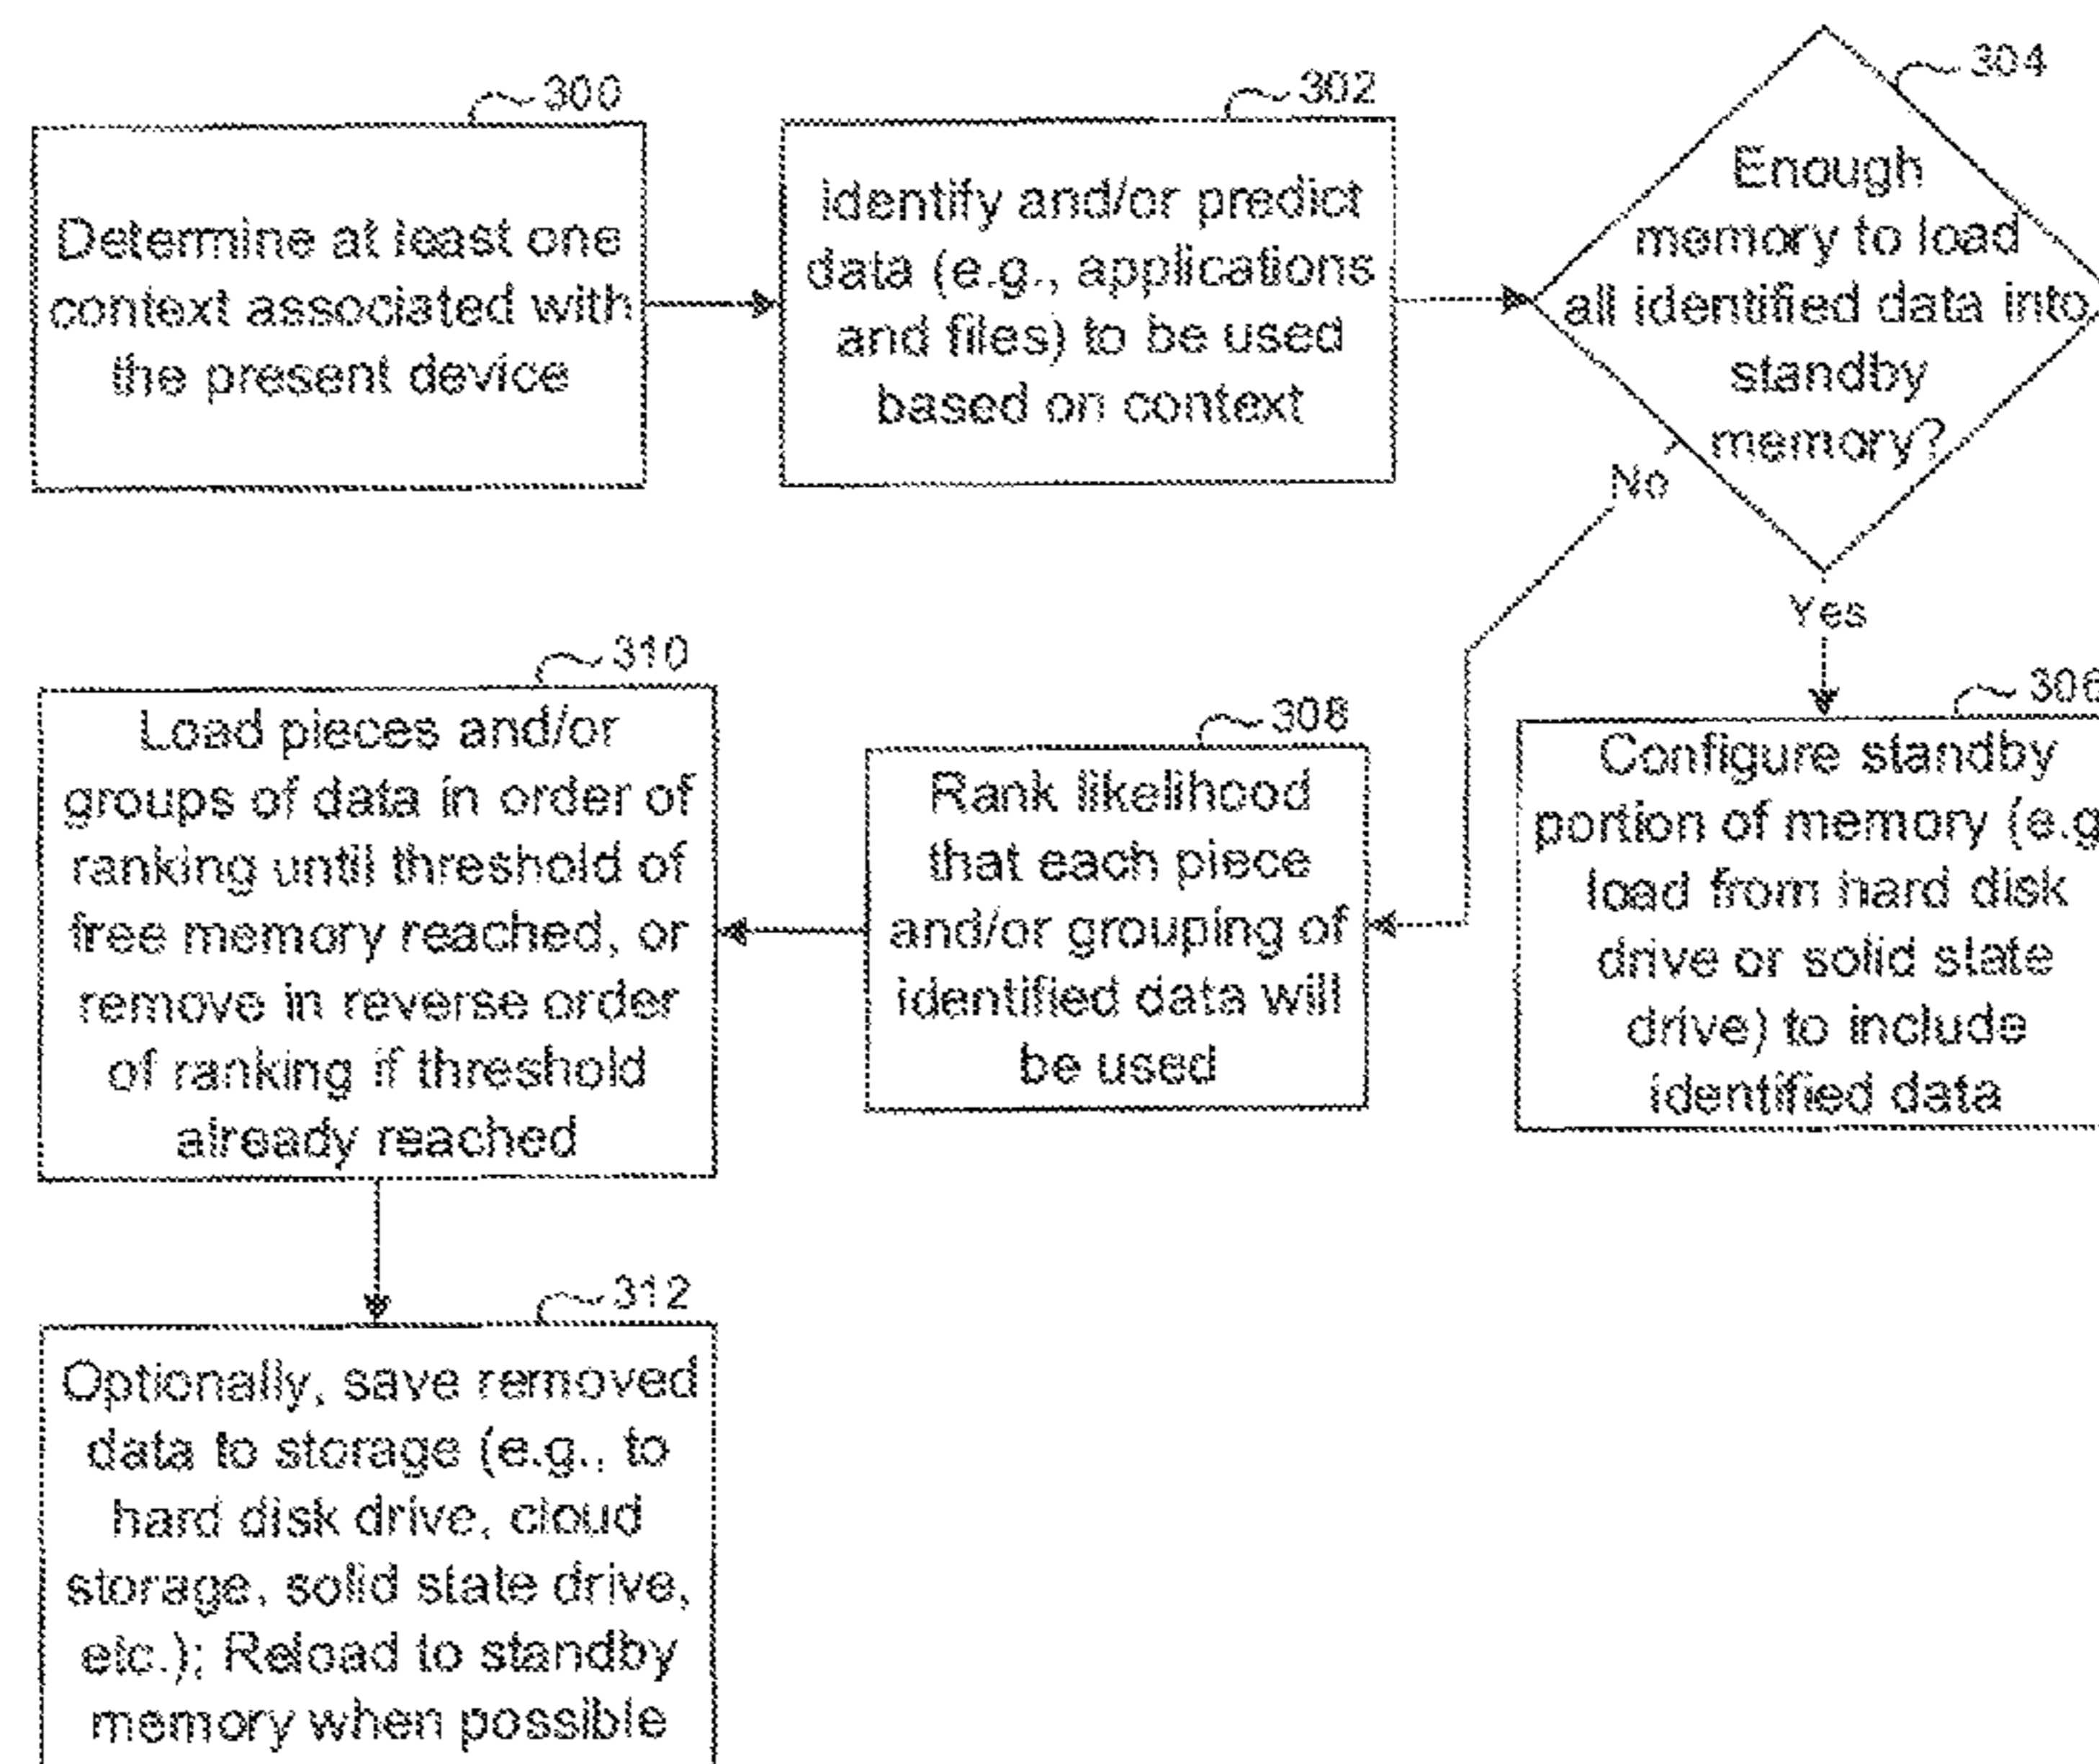 300
Determine at least one
context associated with
the present device
302
identify and/or predict
data (e.g., applications
and files) to be used
based on context
304
Enough
memory to load
all identified data into
standby
memory?
No
Yes
306
Configure standby
portion of memory (e.g.
load from hard disk
drive or solid state
drive) to include
identified data
308
Rank likelihood
that each piece
and/or grouping of
identified data will
be used
310
Load pieces and/or
groups of data in order of
ranking until threshold of
free memory reached, or
remove in reverse order
of ranking if threshold
already reached
312
Optionally, save removed
data to storage (e.g., to
hard disk drive, cloud
storage, solid state drive,
etc.); Reload to standby
memory when possible